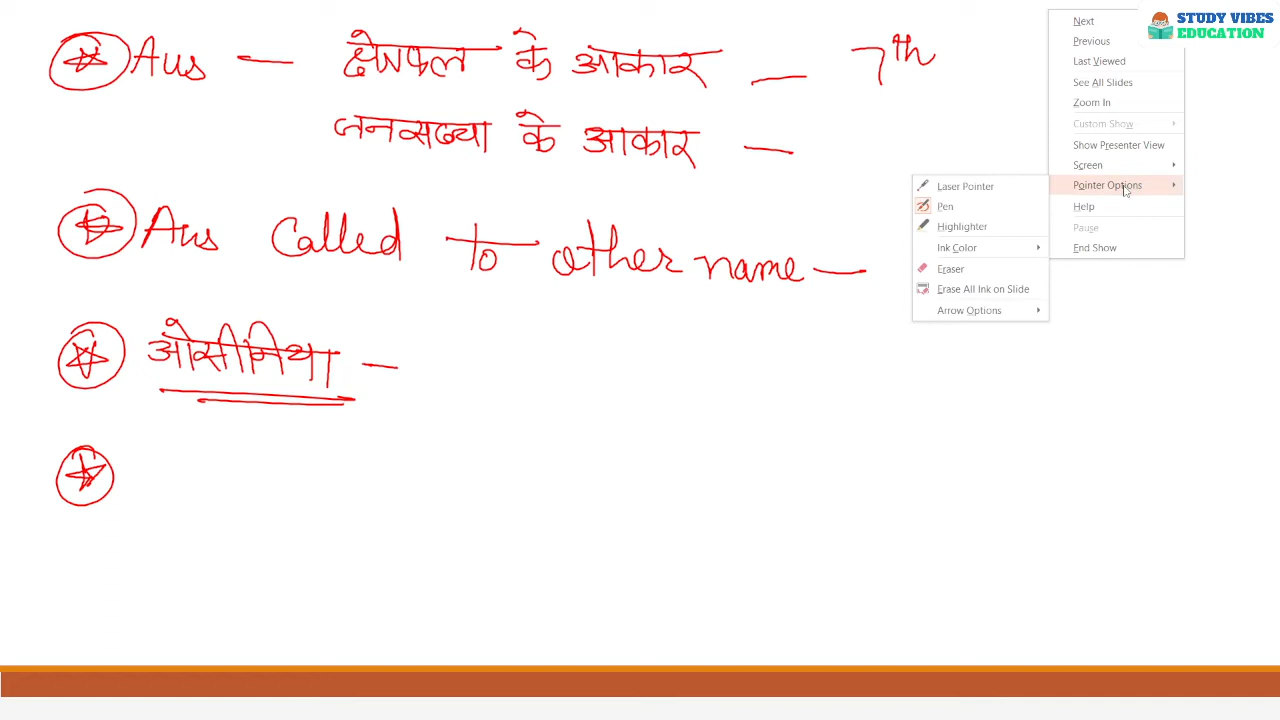 Aus — क्षेत्रफल के आकार — 7th
जनसंख्या के आकार —
Aus Called to other name —
ओसीनिया —
STUDY VIBES
EDUCATION
Next
Previous
Last Viewed
See All Slides
Zoom In
Custom Show
Show Presenter View
Screen
Pointer Options
Help
Pause
End Show
Laser Pointer
Pen
Highlighter
Ink Color
Eraser
Erase All Ink on Slide
Arrow Options